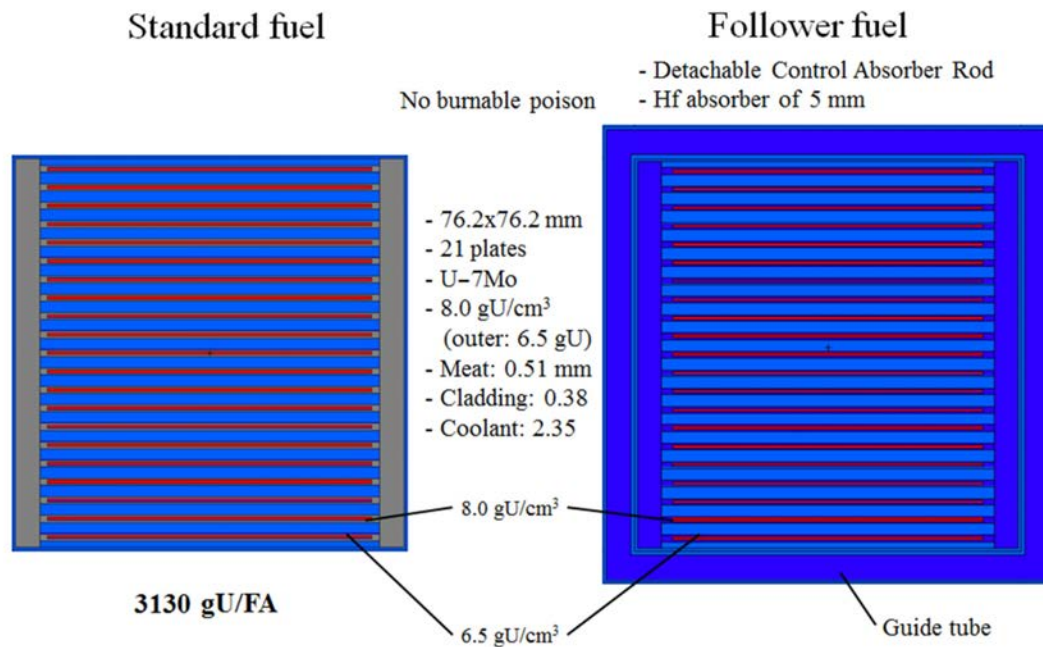 Standard fuel
Follower fuel
No burnable poison
- Detachable Control Absorber Rod
- Hf absorber of 5 mm
- 76.2x76.2 mm
- 21 plates
- U–7Mo
- 8.0 gU/cm³
(outer: 6.5 gU)
- Meat: 0.51 mm
- Cladding: 0.38
- Coolant: 2.35
8.0 gU/cm³
3130 gU/FA
6.5 gU/cm³
Guide tube